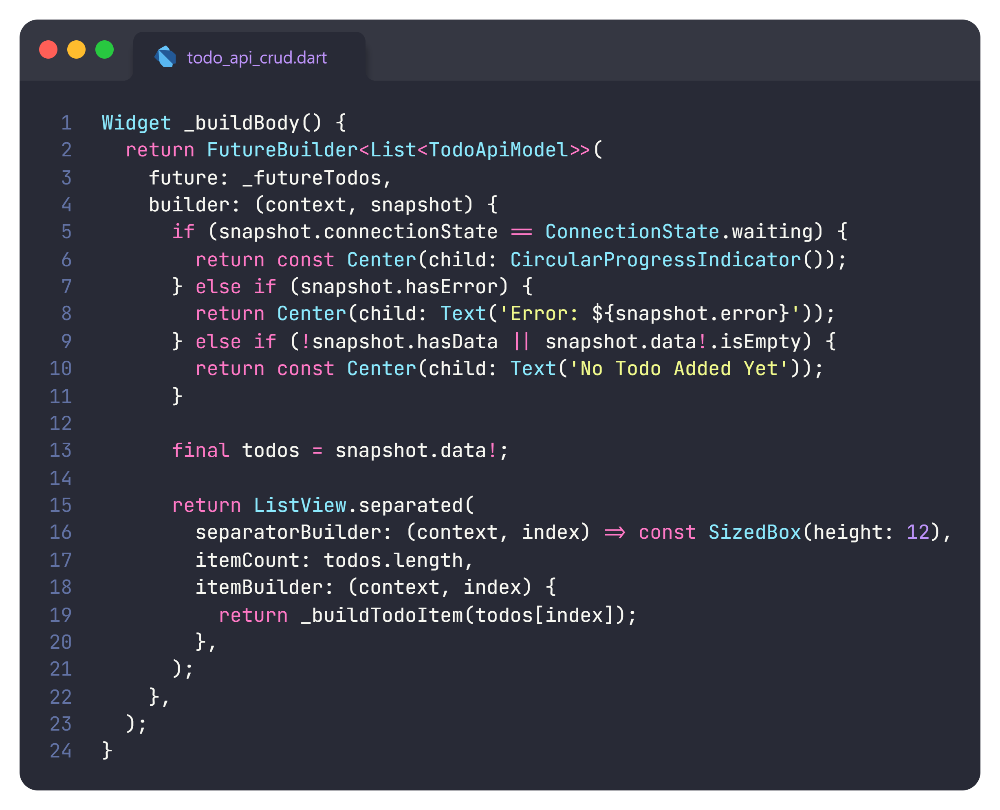 todo_api_crud.dart
1 Widget _buildBody() {
2   return FutureBuilder<List<TodoApiModel>>(
3     future: _futureTodos,
4     builder: (context, snapshot) {
5       if (snapshot.connectionState == ConnectionState.waiting) {
6         return const Center(child: CircularProgressIndicator());
7       } else if (snapshot.hasError) {
8         return Center(child: Text('Error: ${snapshot.error}'));
9       } else if (!snapshot.hasData || snapshot.data!.isEmpty) {
10         return const Center(child: Text('No Todo Added Yet'));
11       }
12
13       final todos = snapshot.data!;
14
15       return ListView.separated(
16         separatorBuilder: (context, index) => const SizedBox(height: 12),
17         itemCount: todos.length,
18         itemBuilder: (context, index) {
19           return _buildTodoItem(todos[index]);
20         },
21       );
22     },
23   );
24 }